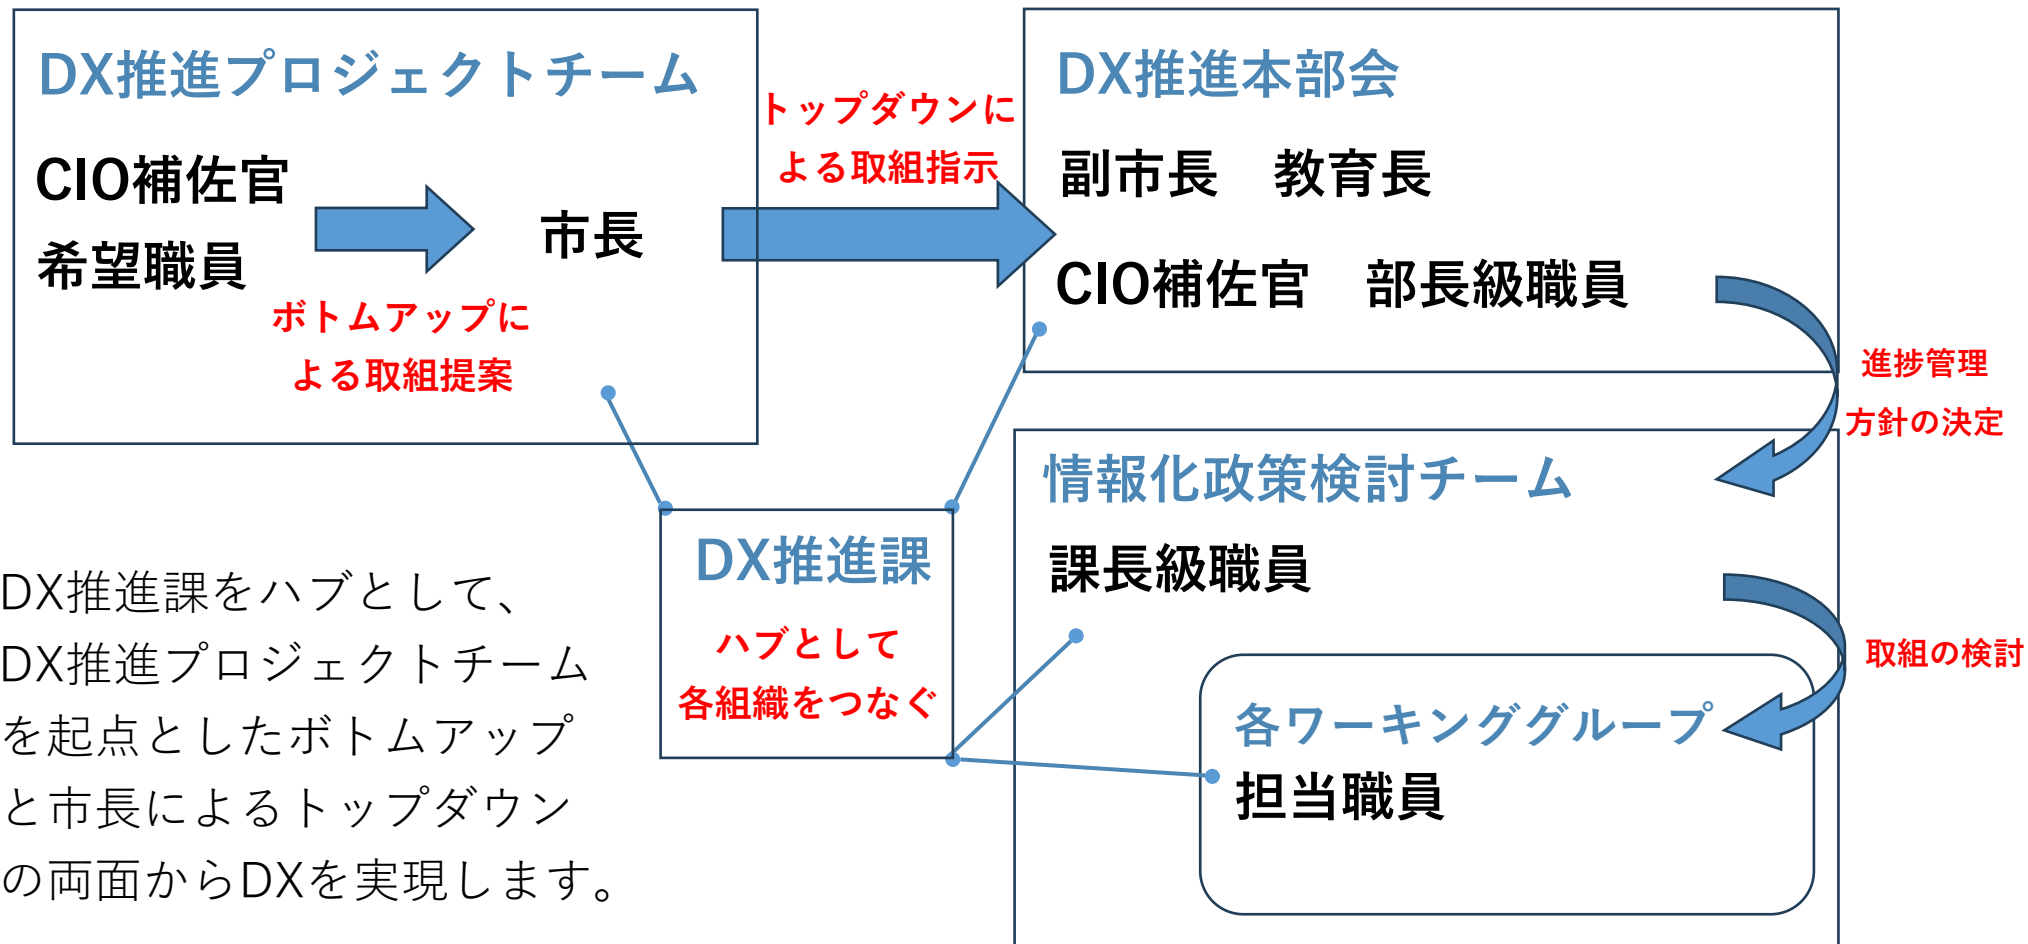 DX推進プロジェクトチーム
CIO補佐官
希望職員
市長
ボトムアップに
よる取組提案
トップダウンに
よる取組指示
DX推進本部会
副市長　教育長
CIO補佐官　部長級職員
進捗管理
方針の決定
情報化政策検討チーム
課長級職員
取組の検討
各ワーキンググループ
担当職員
DX推進課
ハブとして
各組織をつなぐ
DX推進課をハブとして、
DX推進プロジェクトチーム
を起点としたボトムアップ
と市長によるトップダウン
の両面からDXを実現します。